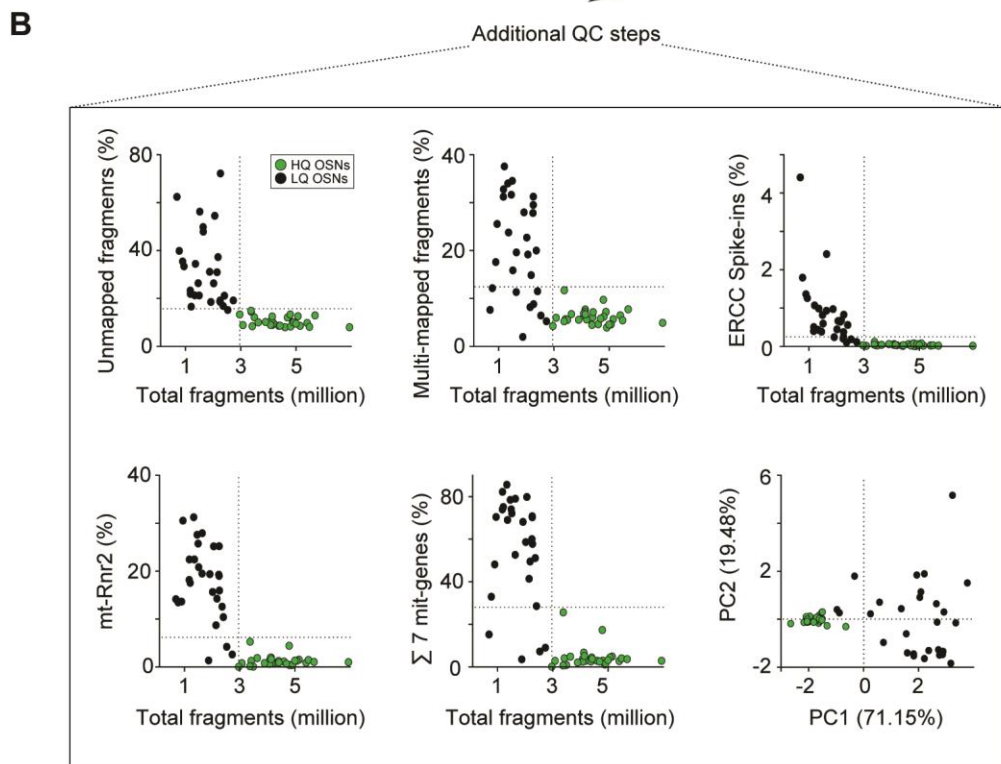 B
Additional QC steps
Unmapped fragmenrs (%)
80
40
0
1 3 5
Total fragments (million)
HQ OSNs
LQ OSNs
Multi-mapped fragments (%)
40
20
0
1 3 5
Total fragments (million)
ERCC Spike-ins (%)
4
2
0
1 3 5
Total fragments (million)
mt-Rnr2 (%)
40
20
0
1 3 5
Total fragments (million)
Σ 7 mit-genes (%)
80
40
0
1 3 5
Total fragments (million)
PC2 (19.48%)
6
2
-2
-2 0 2
PC1 (71.15%)